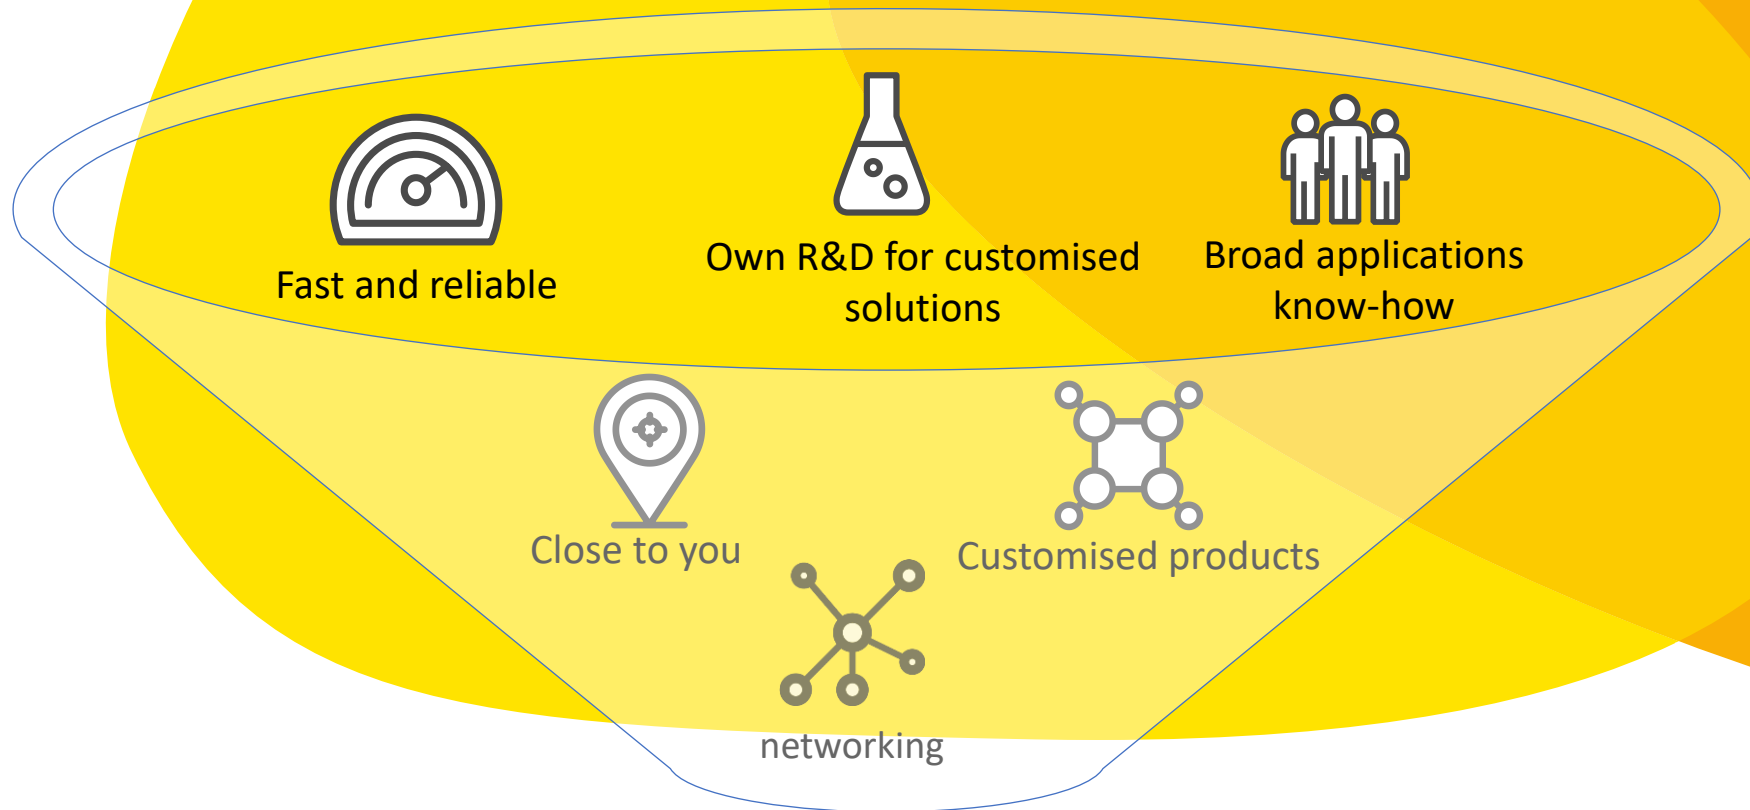 Fast and reliable
Own R&D for customised
solutions
Broad applications
know-how
Close to you
Customised products
networking